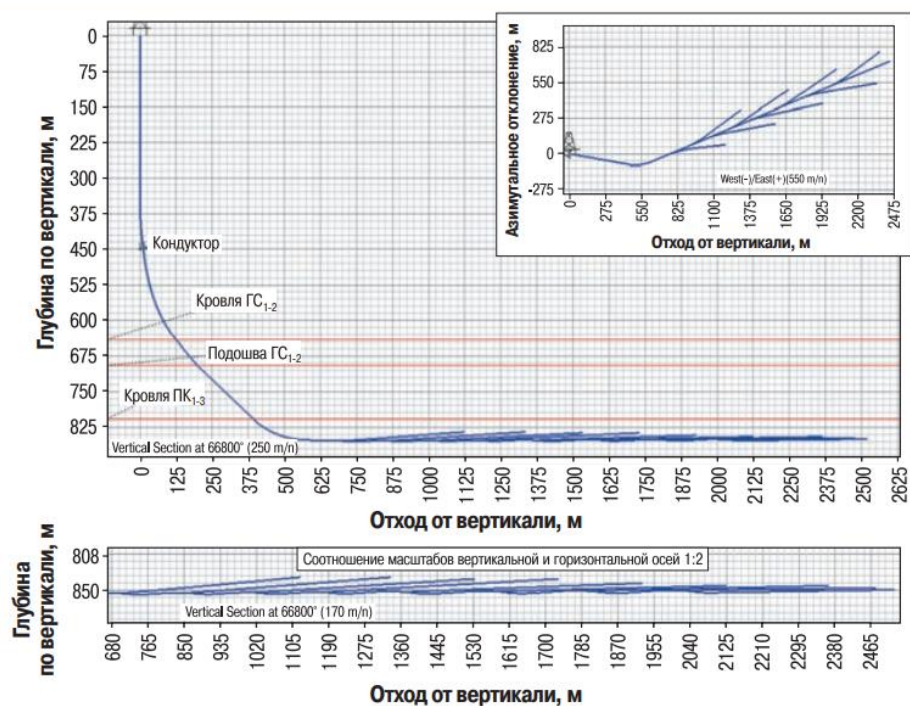 0
75
150
225
300
375
450
525
600
675
750
825
Глубина по вертикали, м
Кондуктор
Кровля ГС1-2
Подошва ГС1-2
Кровля ПК1-3
Vertical Section at 66800° (250 m/n)
0 125 250 375 500 625 750 875 1000 1125 1250 1375 1500 1625 1750 1875 2000 2125 2250 2375 2500 2625
Отход от вертикали, м
825
550
275
0
-275
Азимутальное отклонение, м
West(-)/East(+)(550 m/n)
0 275 550 825 1100 1375 1650 1925 2200 2475
Отход от вертикали, м
Глубина
по вертикали, м
808
850
Соотношение масштабов вертикальной и горизонтальной осей 1:2
Vertical Section at 66800° (170 m/n)
680 765 850 935 1020 1105 1190 1275 1360 1445 1530 1615 1700 1785 1870 1955 2040 2125 2210 2295 2380 2465
Отход от вертикали, м